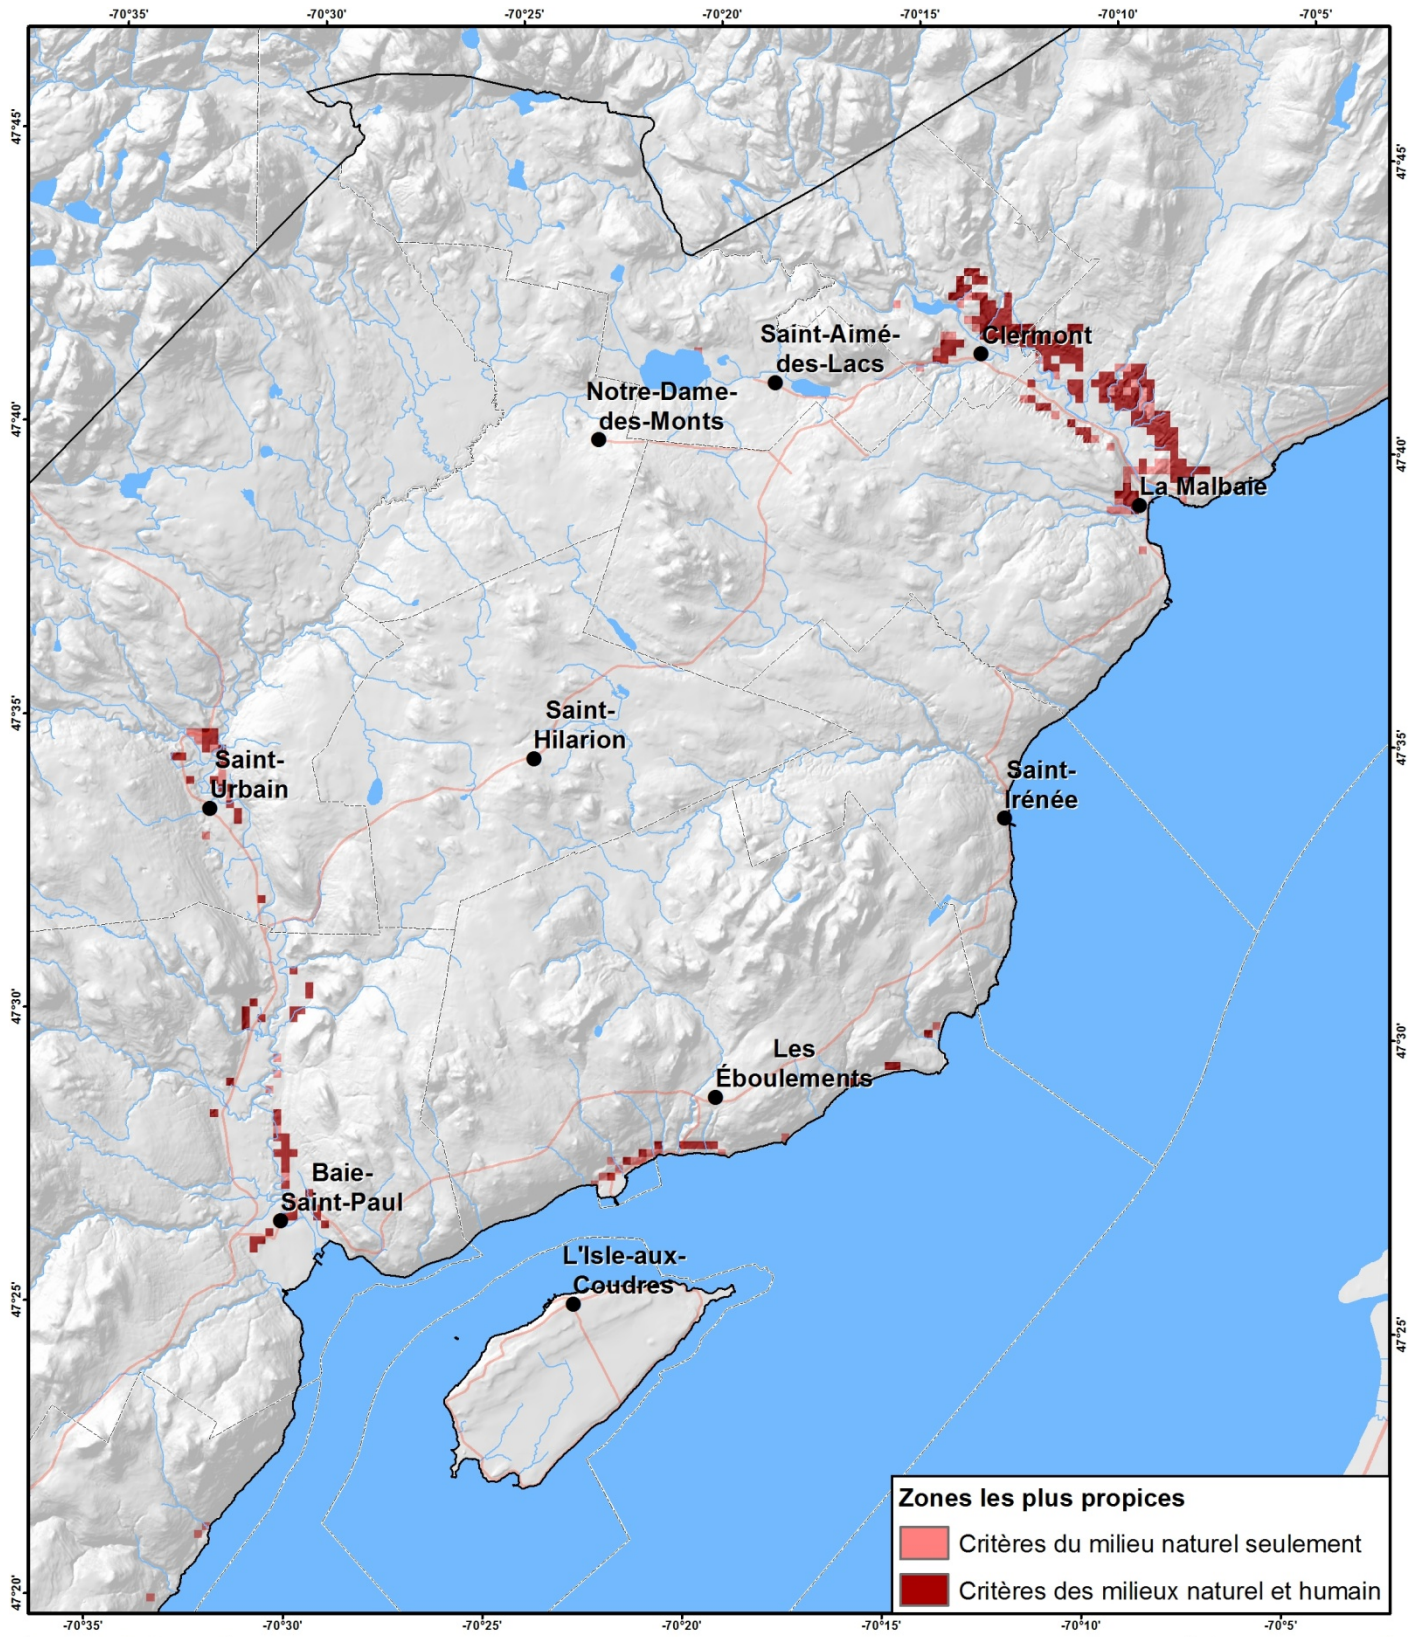 -70°35'
-70°30'
-70°25'
-70°20'
-70°15'
-70°10'
-70°5'
47°45'
47°45'
Saint-Aimé-
des-Lacs
Clermont
Notre-Dame-
des-Monts
47°40'
47°40'
La Malbaie
47°35'
47°35'
Saint-
Hilarion
Saint-
Urbain
Saint-
Irénée
47°30'
47°30'
Les
Éboulements
Baie-
Saint-Paul
L'Isle-aux-
Coudres
47°25'
47°25'
Zones les plus propices
Critères du milieu naturel seulement
Critères des milieux naturel et humain
47°20'
-70°35'
-70°30'
-70°25'
-70°20'
-70°15'
-70°10'
-70°5'